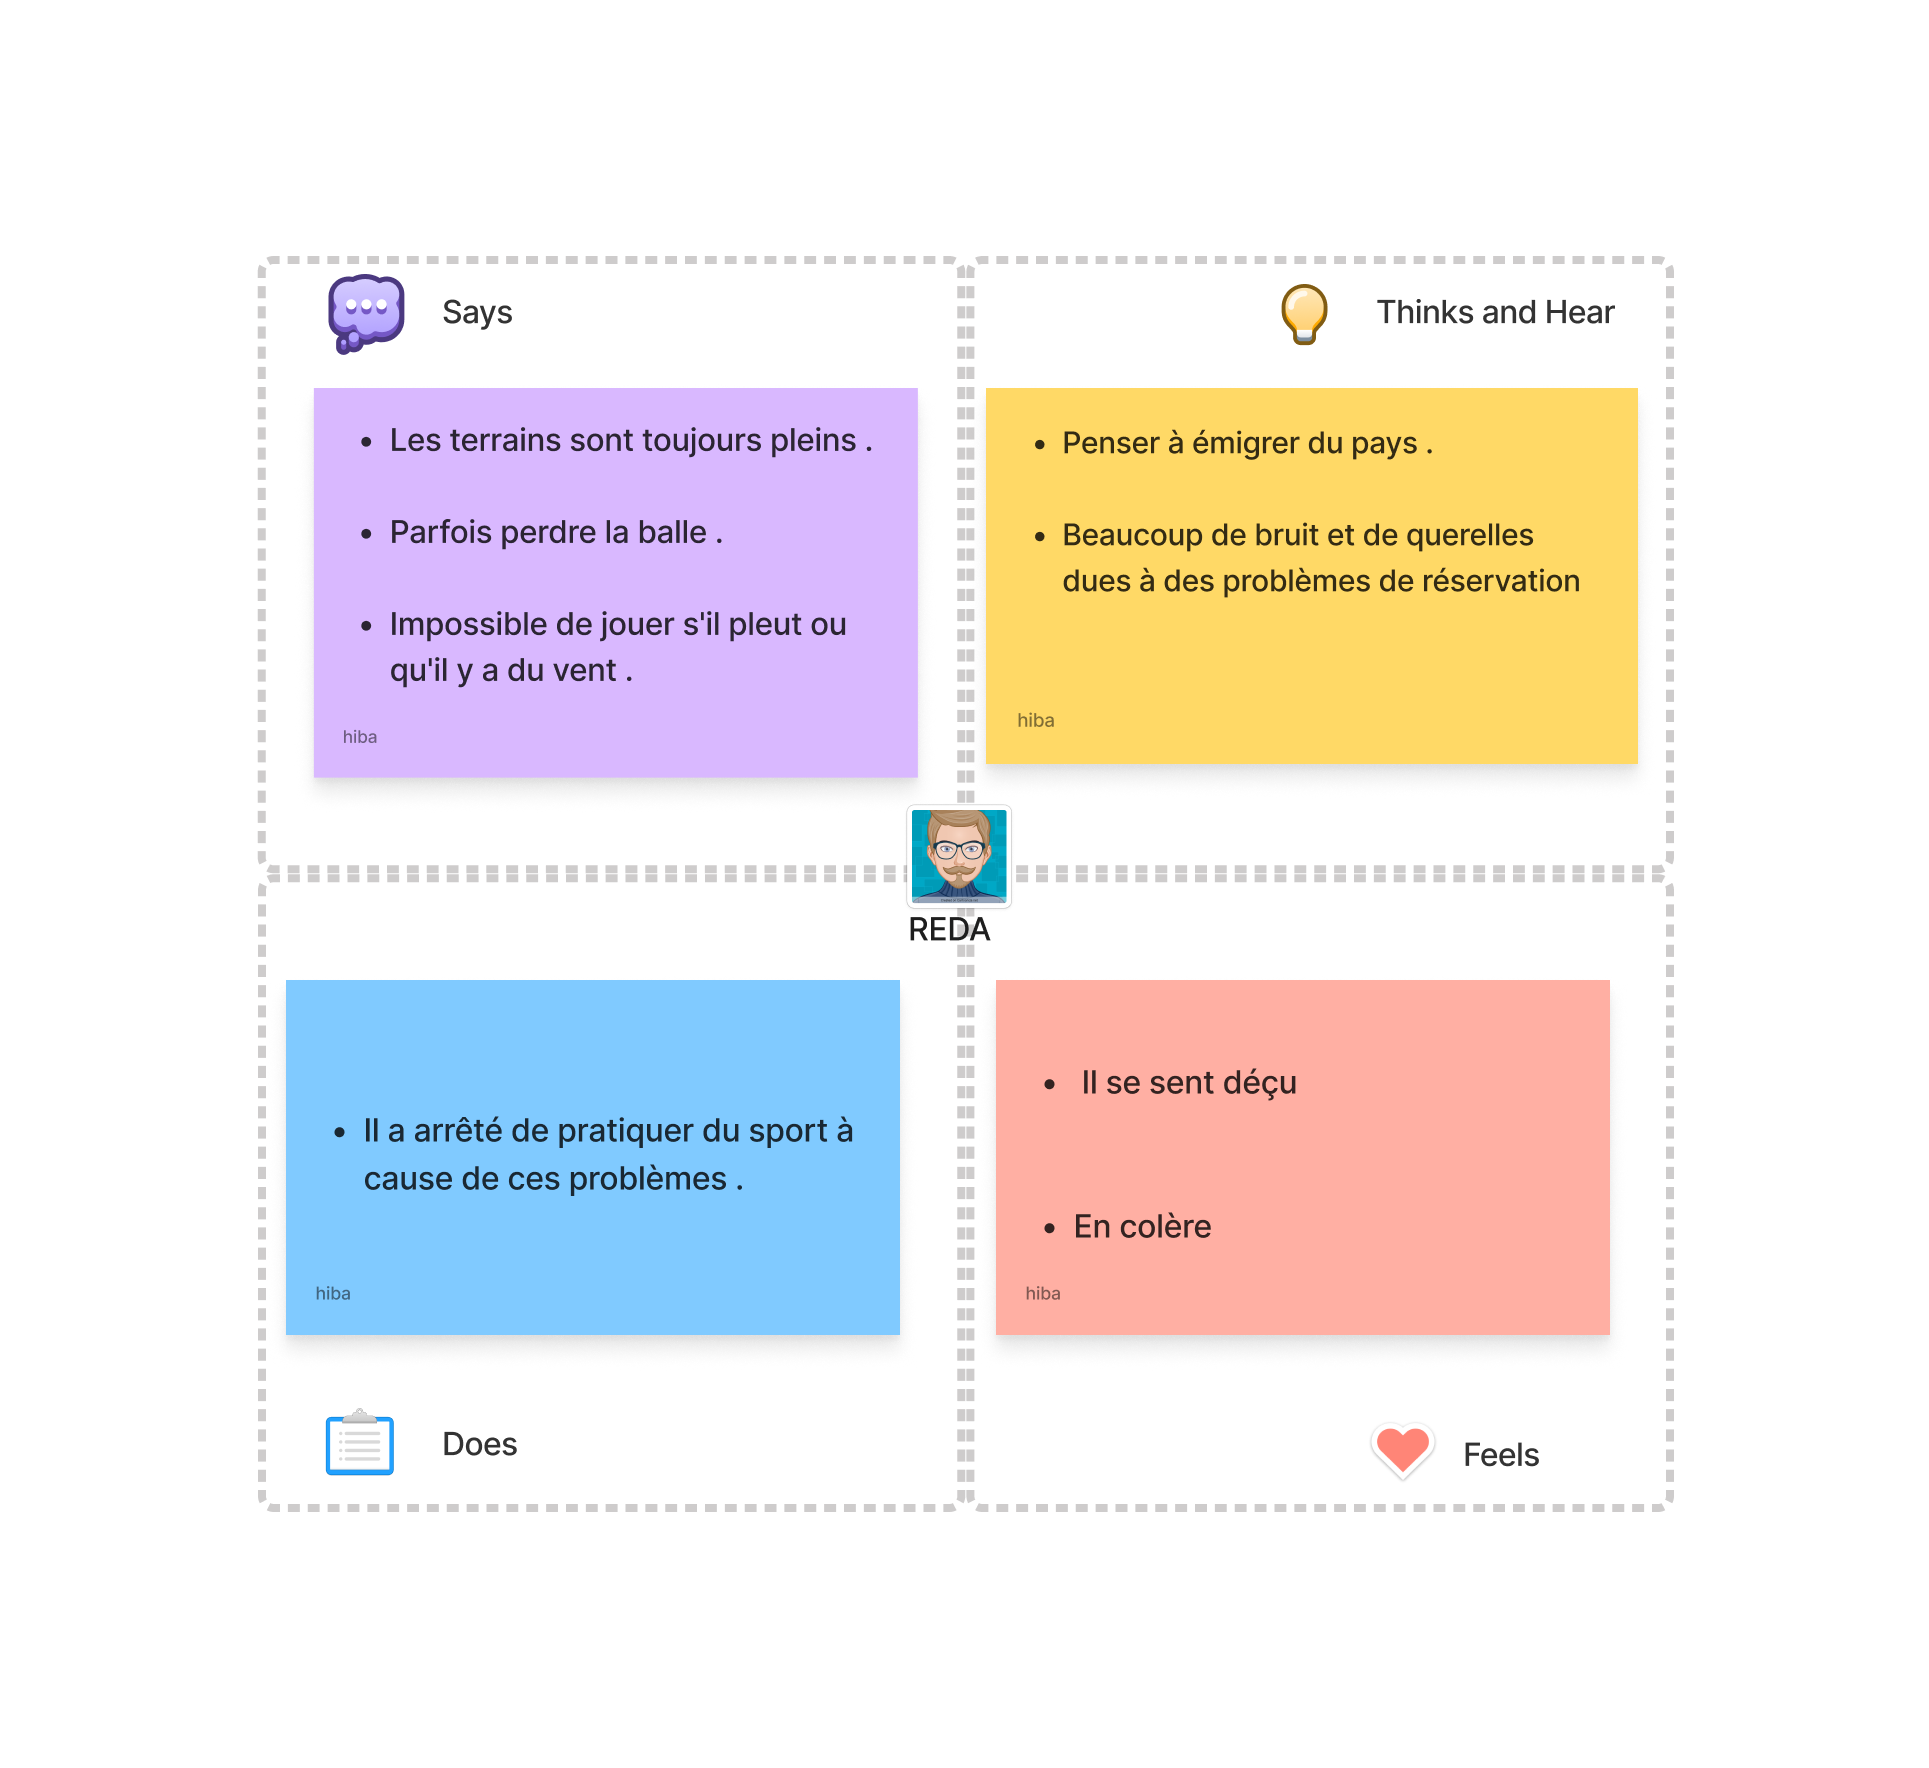 Says
• Les terrains sont toujours pleins .
• Parfois perdre la balle .
• Impossible de jouer s'il pleut ou
qu'il y a du vent .
hiba
Thinks and Hear
• Penser à émigrer du pays .
• Beaucoup de bruit et de querelles
dues à des problèmes de réservation
hiba
REDA
• Il a arrêté de pratiquer du sport à
cause de ces problèmes .
hiba
Does
• Il se sent déçu
• En colère
hiba
Feels